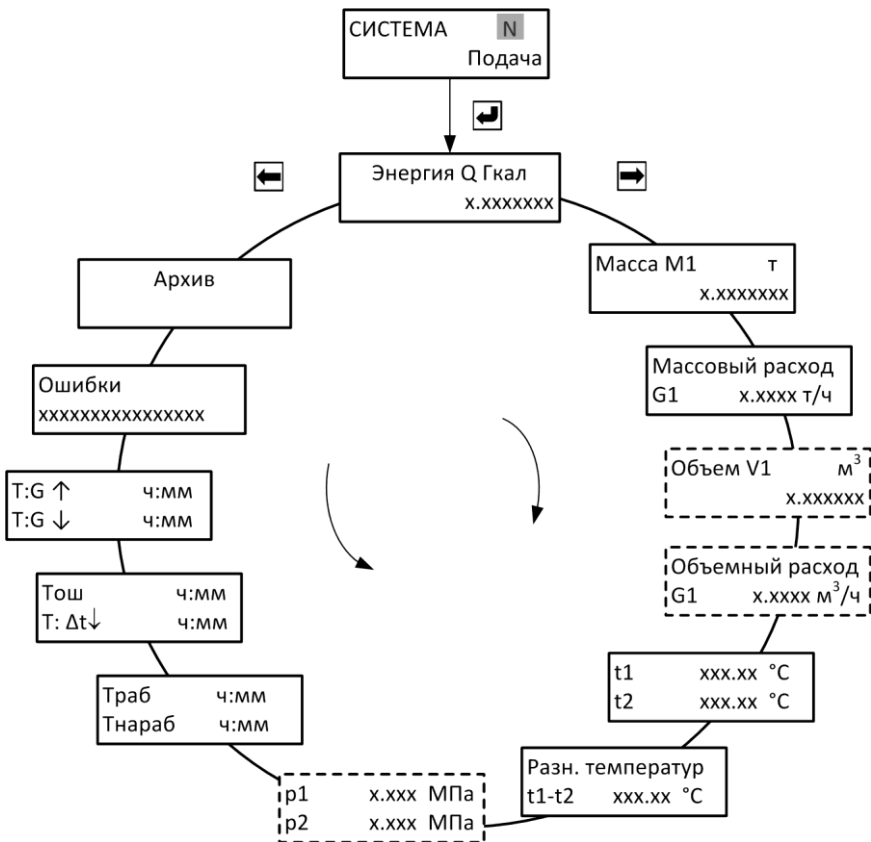 СИСТЕМА N
Подача
Энергия Q Гкал
x.xxxxxxx
Масса М1 т
x.xxxxxxx
Массовый расход
G1 x.xxxx т/ч
Объем V1 м³
x.xxxxxx
Объемный расход
G1 x.xxxx м³/ч
t1 xxx.xx °C
t2 xxx.xx °C
Разн. температур
t1-t2 xxx.xx °C
p1 x.xxx МПа
p2 x.xxx МПа
Траб ч:мм
Тнараб ч:мм
Тош ч:мм
T: Δt↓ ч:мм
T:G ↑ ч:мм
T:G ↓ ч:мм
Ошибки
xxxxxxxxxxxxxxxx
Архив